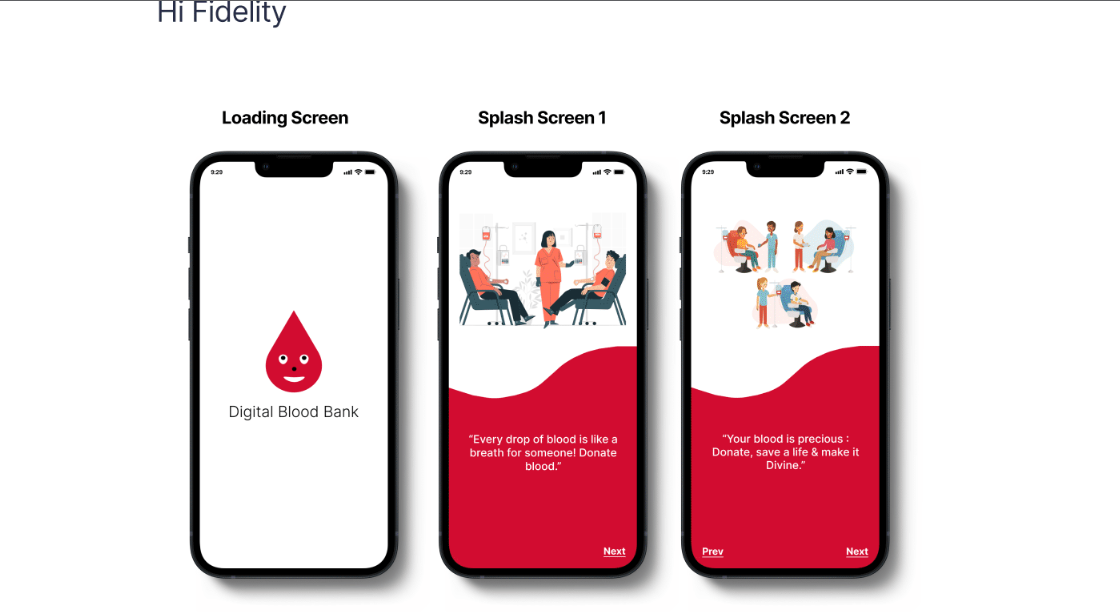 Hi Fidelity
Loading Screen
Splash Screen 1
Splash Screen 2
9:29
9:29
9:29
Digital Blood Bank
“Every drop of blood is like a
breath for someone! Donate
blood.”
Next
“Your blood is precious :
Donate, save a life & make it
Divine.”
Prev
Next